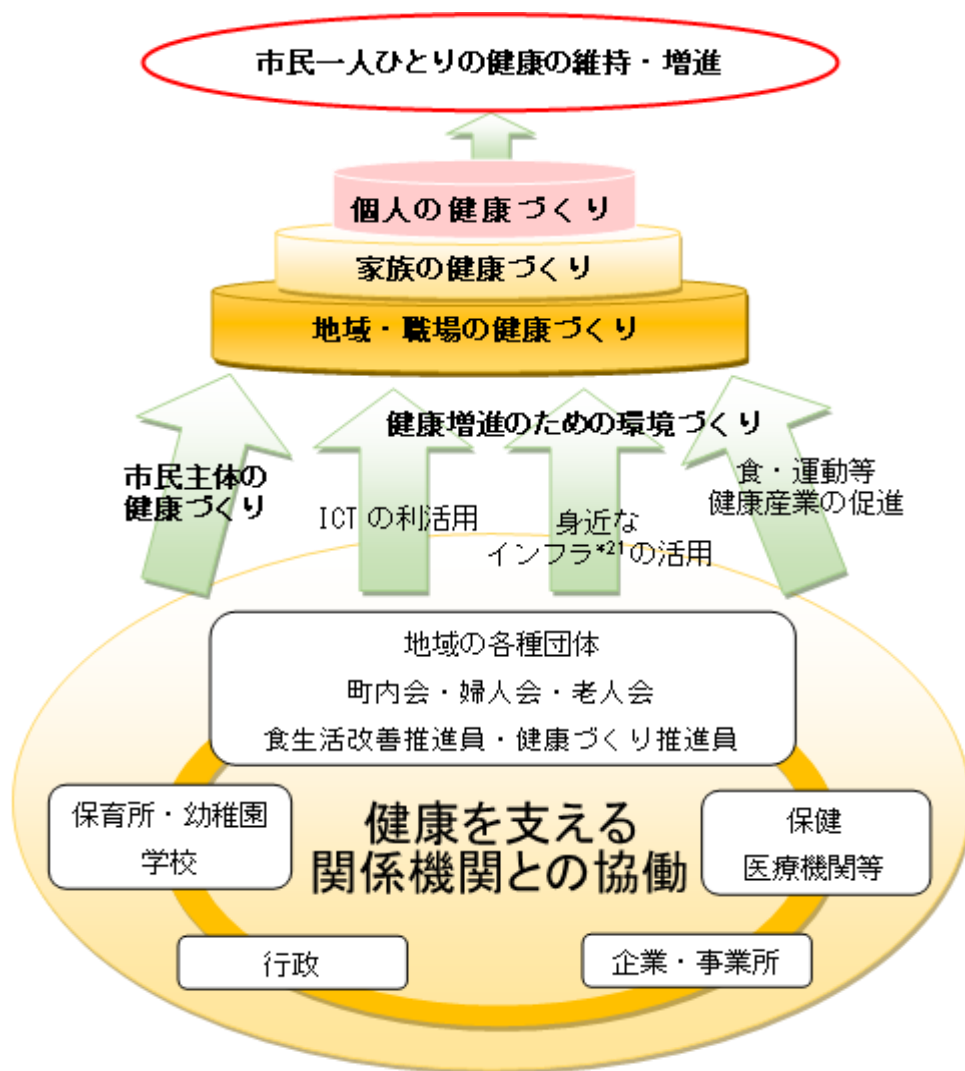 市民一人ひとりの健康の維持・増進
個人の健康づくり
家族の健康づくり
地域・職場の健康づくり
健康増進のための環境づくり
市民主体の
健康づくり
ICTの利活用
身近な
インフラ*21の活用
食・運動等
健康産業の促進
地域の各種団体
町内会・婦人会・老人会
食生活改善推進員・健康づくり推進員
保育所・幼稚園
学校
健康を支える
関係機関との協働
保健
医療機関等
行政
企業・事業所